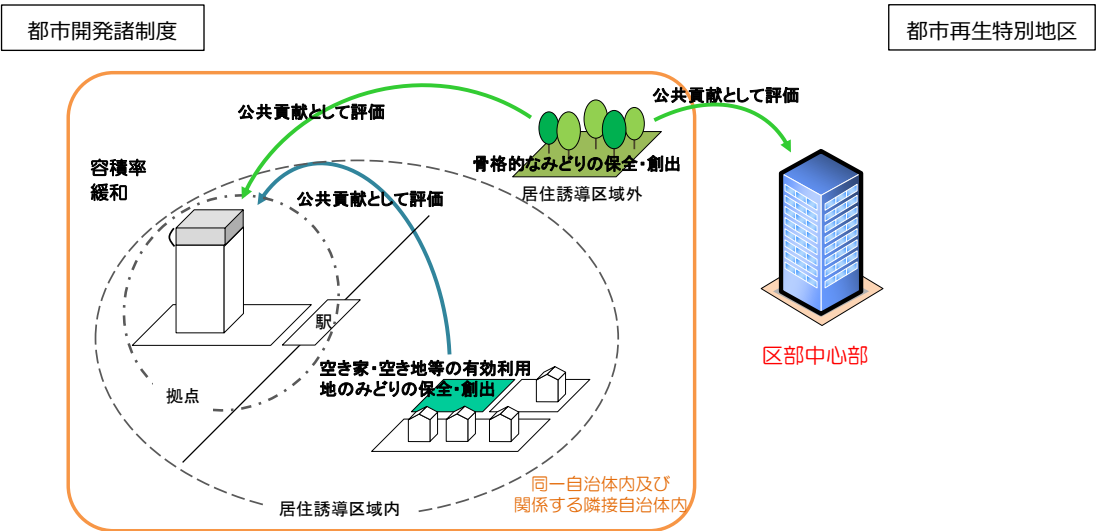 都市開発諸制度
都市再生特別地区
公共貢献として評価
公共貢献として評価
容積率
緩和
骨格的なみどりの保全・創出
居住誘導区域外
公共貢献として評価
駅
区部中心部
空き家・空き地等の有効利用
地のみどりの保全・創出
拠点
同一自治体内及び
関係する隣接自治体内
居住誘導区域内